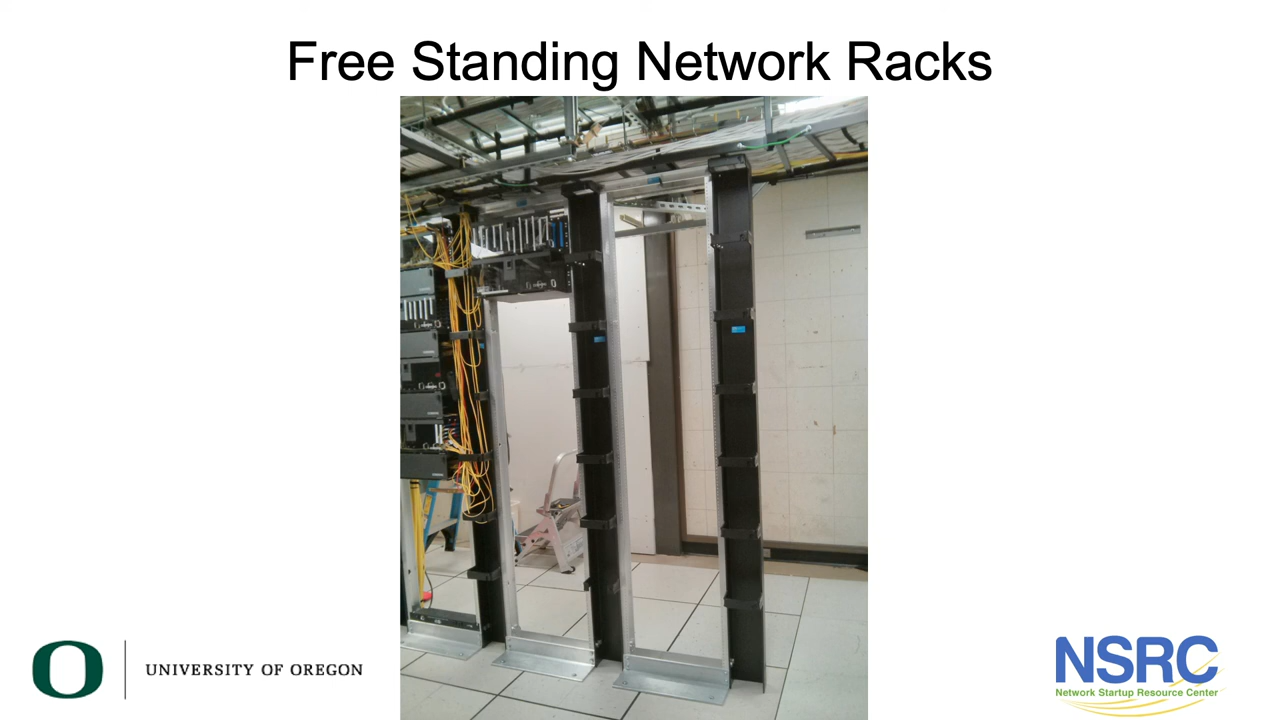 Free Standing Network Racks
UNIVERSITY OF OREGON
NSRC
Network Startup Resource Center